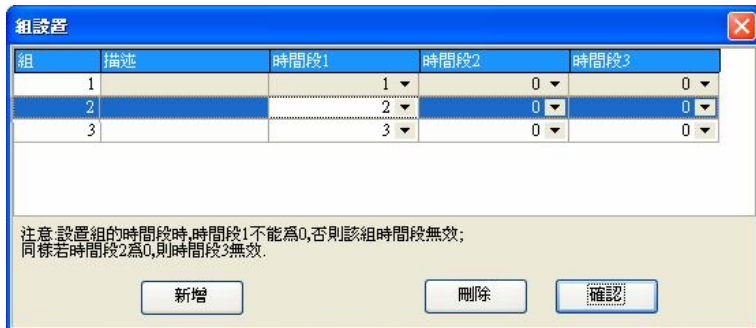 組設置
組 描述 時間段1 時間段2 時間段3
1 1 0 0
2 2 0 0
3 3 0 0
注意:設置組的時間段時,時間段1不能爲0,否則該組時間段無效;
同樣若時間段2爲0,則時間段3無效.
新增 刪除 確認